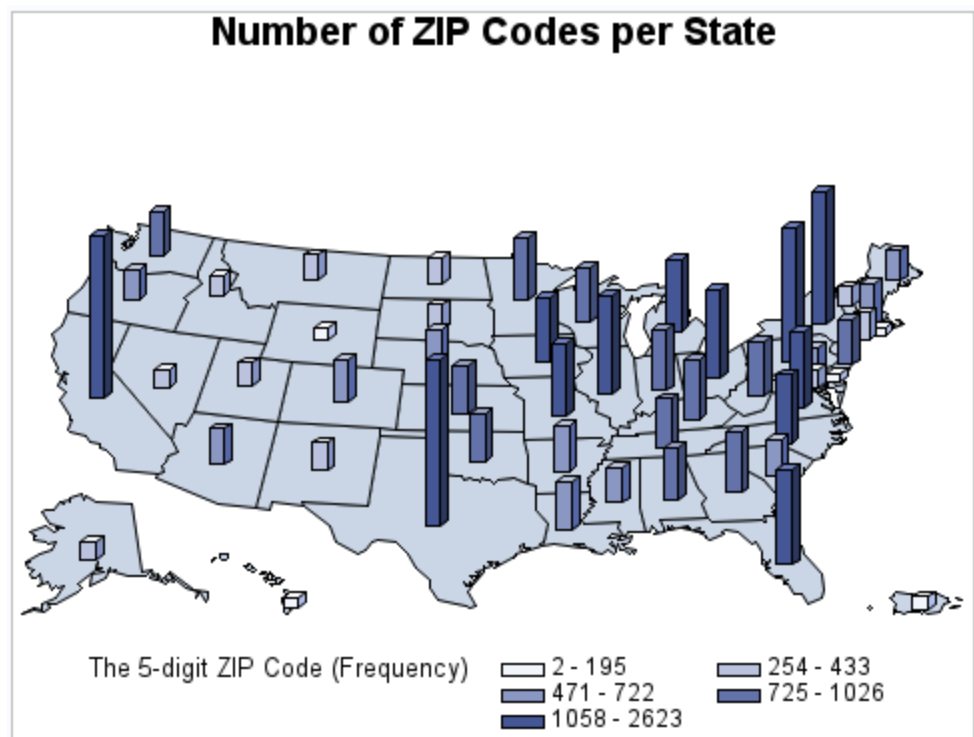 Number of ZIP Codes per State
The 5-digit ZIP Code (Frequency)
2 - 195
254 - 433
471 - 722
725 - 1026
1058 - 2623